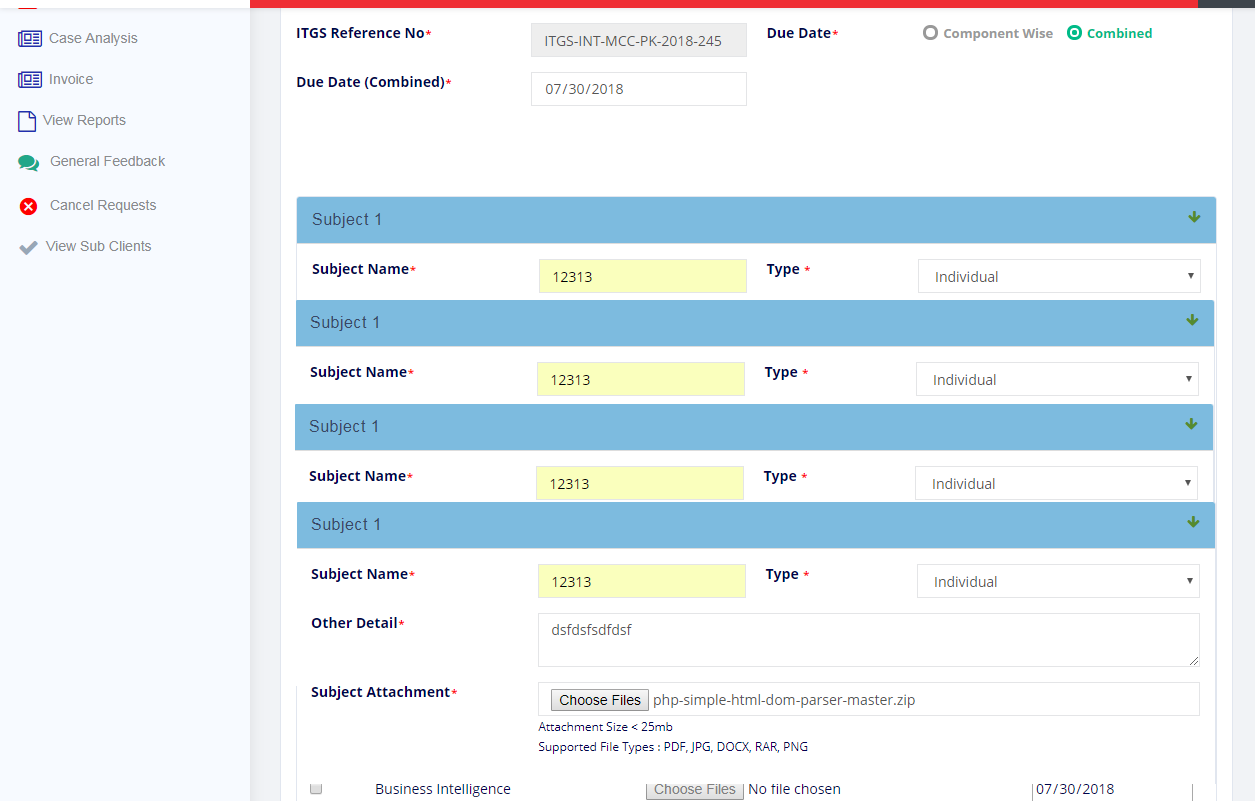 Case Analysis
Invoice
View Reports
General Feedback
Cancel Requests
View Sub Clients
ITGS Reference No* ITGS-INT-MCC-PK-2018-245 Due Date* Component Wise Combined
Due Date (Combined)* 07/30/2018
Subject 1
Subject Name* 12313 Type * Individual
Subject 1
Subject Name* 12313 Type * Individual
Subject 1
Subject Name* 12313 Type * Individual
Subject 1
Subject Name* 12313 Type * Individual
Other Detail* dsfdsfsdfdsf
Subject Attachment* Choose Files php-simple-html-dom-parser-master.zip
Attachment Size < 25mb
Supported File Types : PDF, JPG, DOCX, RAR, PNG
Business Intelligence Choose Files No file chosen 07/30/2018